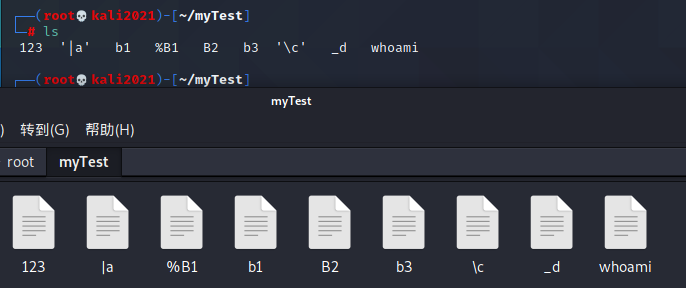 ┌──(root💀kali2021)-[~/myTest]
└─# ls
123 '|a' b1 %B1 B2 b3 '\c' _d whoami
┌──(root💀kali2021)-[~/myTest]
myTest
) 转到(G) 帮助(H)
root myTest
123 |a %B1 b1 B2 b3 \c _d whoami